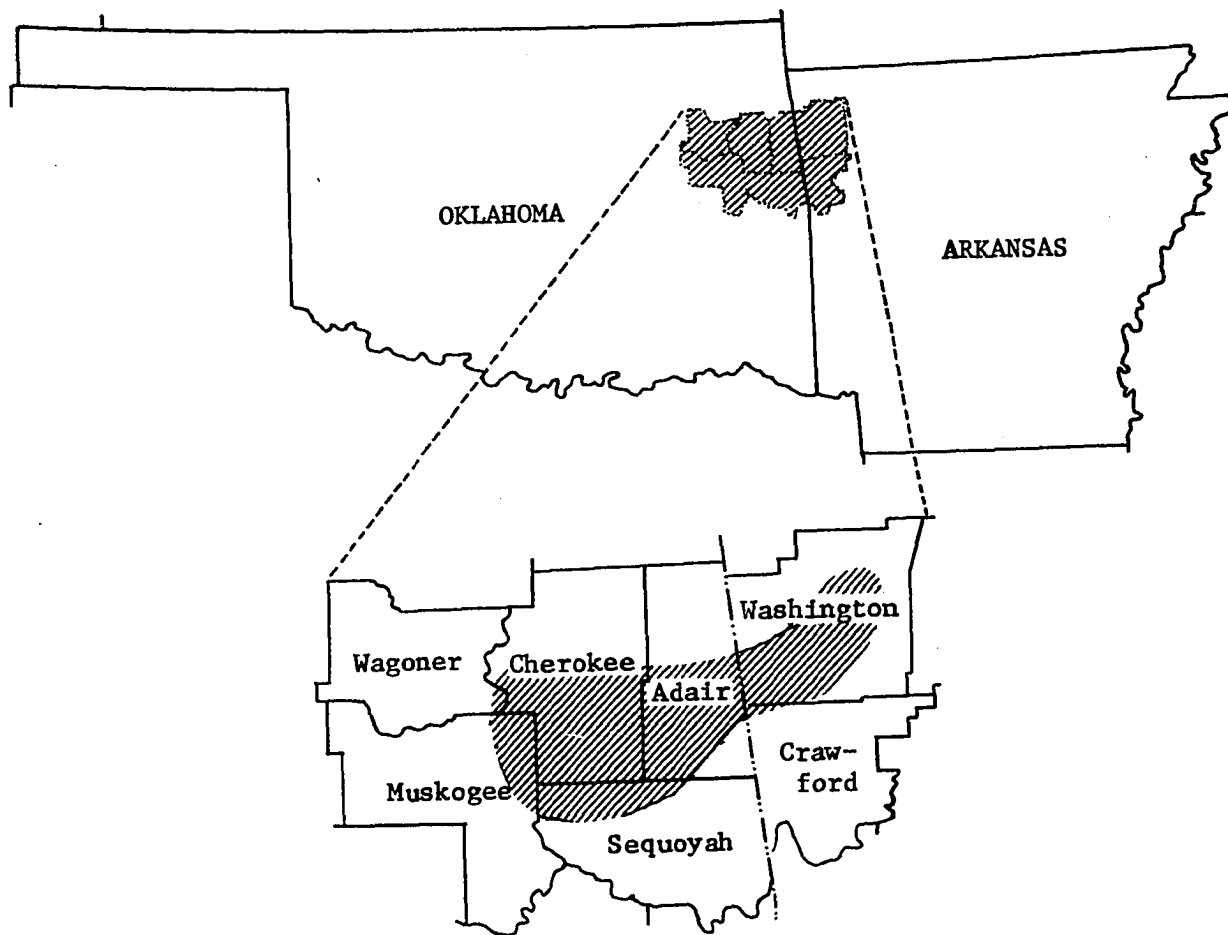 OKLAHOMA
ARKANSAS
Washington
Wagoner
Cherokee
Adair
Muskogee
Craw-
ford
Sequoyah